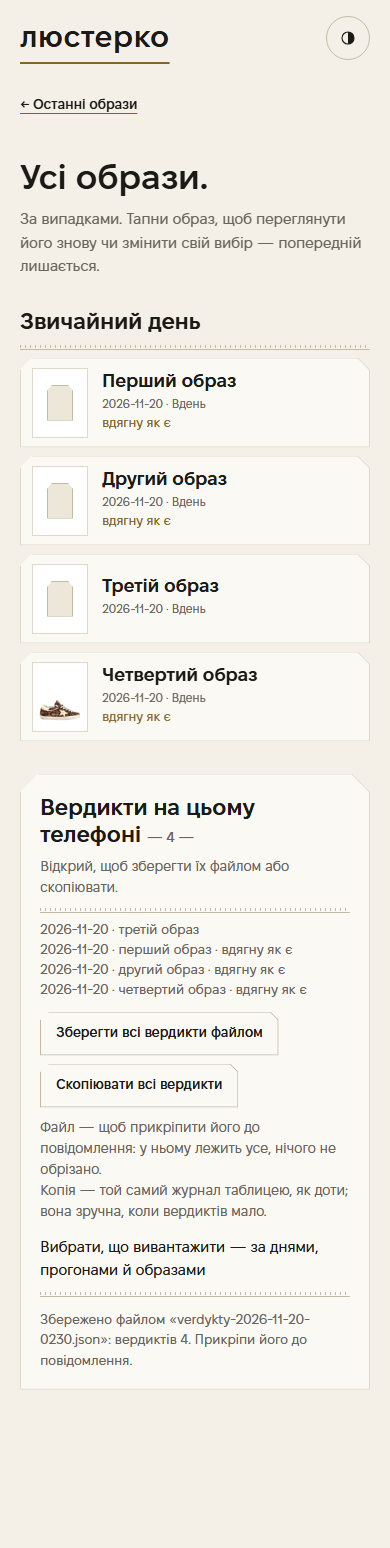 люстерко
← Останні образи
Усі образи.
За випадками. Тапни образ, щоб переглянути
його знову чи змінити свій вибір — попередній
лишається.
Звичайний день
Перший образ
2026-11-20 · Вдень
вдягну як є
Другий образ
2026-11-20 · Вдень
вдягну як є
Третій образ
2026-11-20 · Вдень
Четвертий образ
2026-11-20 · Вдень
вдягну як є
Вердикти на цьому
телефоні — 4 —
Відкрий, щоб зберегти їх файлом або
скопіювати.
2026-11-20 · третій образ
2026-11-20 · перший образ · вдягну як є
2026-11-20 · другий образ · вдягну як є
2026-11-20 · четвертий образ · вдягну як є
Зберегти всі вердикти файлом
Скопіювати всі вердикти
Файл — щоб прикріпити його до
повідомлення: у ньому лежить усе, нічого не
обрізано.
Копія — той самий журнал таблицею, як доти;
вона зручна, коли вердиктів мало.
Вибрати, що вивантажити — за днями,
прогонами й образами
Збережено файлом «verdykty-2026-11-20-
0230.json»: вердиктів 4. Прикріпи його до
повідомлення.